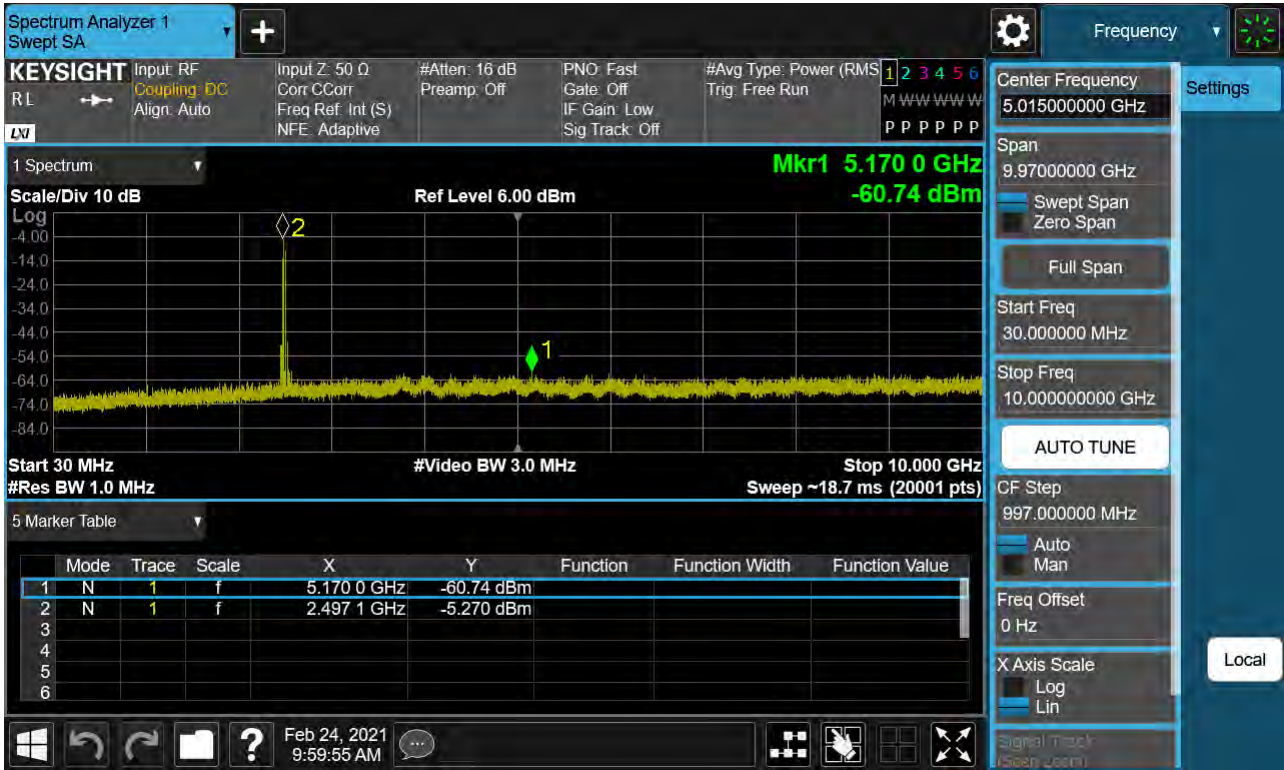 Spectrum Analyzer 1
Swept SA
Frequency
KEYSIGHT
RL
LXI
Input: RF
Coupling: DC
Align: Auto
Input Z: 50 Ω
Corr CCorr
Freq Ref: Int (S)
NFE: Adaptive
#Atten: 16 dB
Preamp: Off
PNO: Fast
Gate: Off
IF Gain: Low
Sig Track: Off
#Avg Type: Power (RMS
Trig: Free Run
1 2 3 4 5 6
M W W W W W
P P P P P P
1 Spectrum
Scale/Div 10 dB
Ref Level 6.00 dBm
Mkr1 5.170 0 GHz
-60.74 dBm
Log
-4.00
-14.0
-24.0
-34.0
-44.0
-54.0
-64.0
-74.0
-84.0
2
1
Start 30 MHz
#Video BW 3.0 MHz
Stop 10.000 GHz
#Res BW 1.0 MHz
Sweep ~18.7 ms (20001 pts)
5 Marker Table
Mode Trace Scale X Y Function Function Width Function Value
1 N 1 f 5.170 0 GHz -60.74 dBm
2 N 1 f 2.497 1 GHz -5.270 dBm
3
4
5
6
Feb 24, 2021
9:59:55 AM
Center Frequency
5.015000000 GHz
Span
9.97000000 GHz
Swept Span
Zero Span
Full Span
Start Freq
30.000000 MHz
Stop Freq
10.000000000 GHz
AUTO TUNE
CF Step
997.000000 MHz
Auto
Man
Freq Offset
0 Hz
X Axis Scale
Log
Lin
Signal Track
(Span Zoom)
Settings
Local